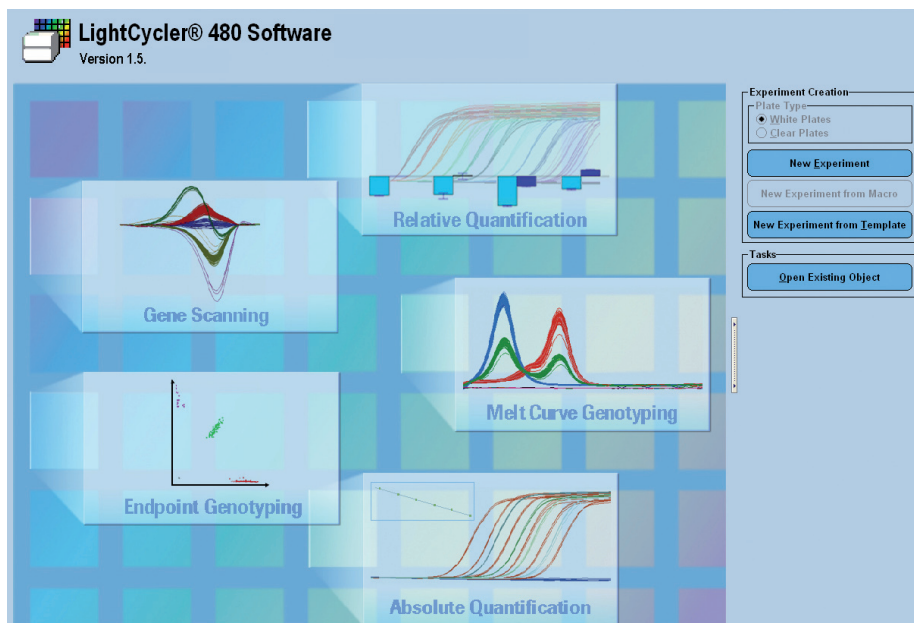 LightCycler® 480 Software
Version 1.5.
Relative Quantification
Gene Scanning
Melt Curve Genotyping
Endpoint Genotyping
Absolute Quantification
Experiment Creation
Plate Type
White Plates
Clear Plates
New Experiment
New Experiment from Macro
New Experiment from Template
Tasks
Open Existing Object